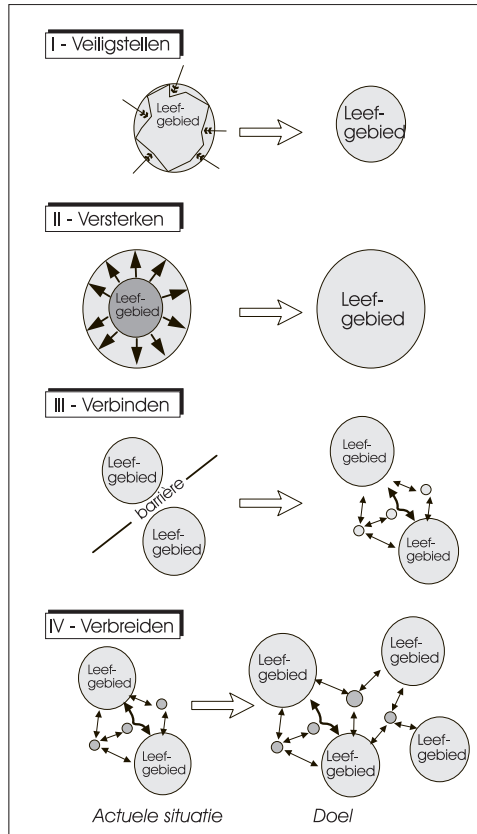 I - Veiligstellen
Leef-
gebied
Leef-
gebied
II - Versterken
Leef-
gebied
Leef-
gebied
III - Verbinden
Leef-
gebied
barrière
Leef-
gebied
Leef-
gebied
Leef-
gebied
IV - Verbreiden
Leef-
gebied
Leef-
gebied
Leef-
gebied
Leef-
gebied
Leef-
gebied
Leef-
gebied
Actuele situatie
Doel